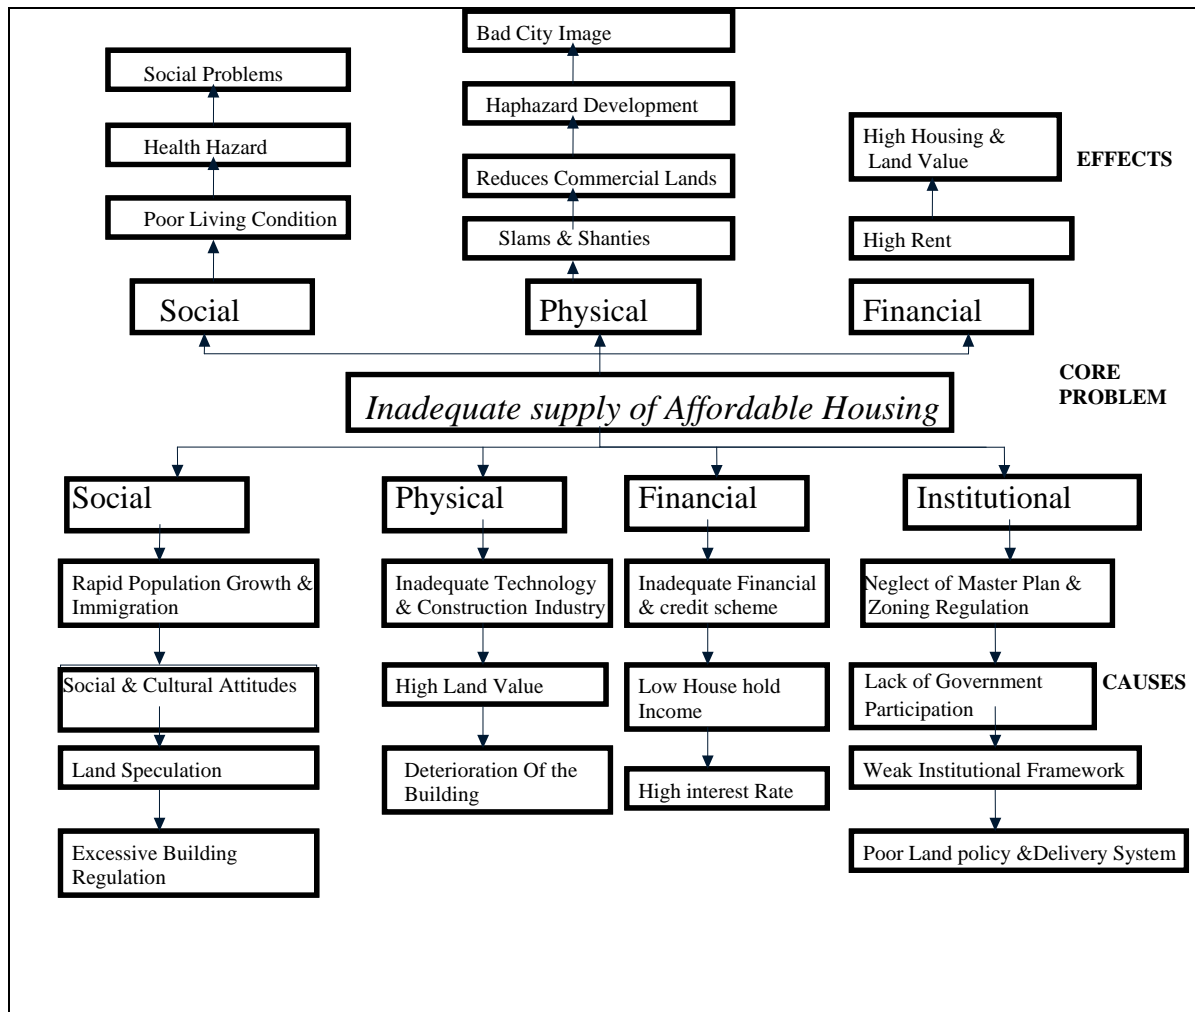 Bad City Image
Social Problems
Haphazard Development
Health Hazard
High Housing &
Land Value
EFFECTS
Reduces Commercial Lands
Poor Living Condition
Slams & Shanties
High Rent
Social
Physical
Financial
CORE
PROBLEM
Inadequate supply of Affordable Housing
Social
Physical
Financial
Institutional
Rapid Population Growth &
Immigration
Inadequate Technology
& Construction Industry
Inadequate Financial
& credit scheme
Neglect of Master Plan &
Zoning Regulation
Social & Cultural Attitudes
High Land Value
Low House hold
Income
Lack of Government
Participation
CAUSES
Land Speculation
Deterioration Of the
Building
High interest Rate
Weak Institutional Framework
Excessive Building
Regulation
Poor Land policy &Delivery System